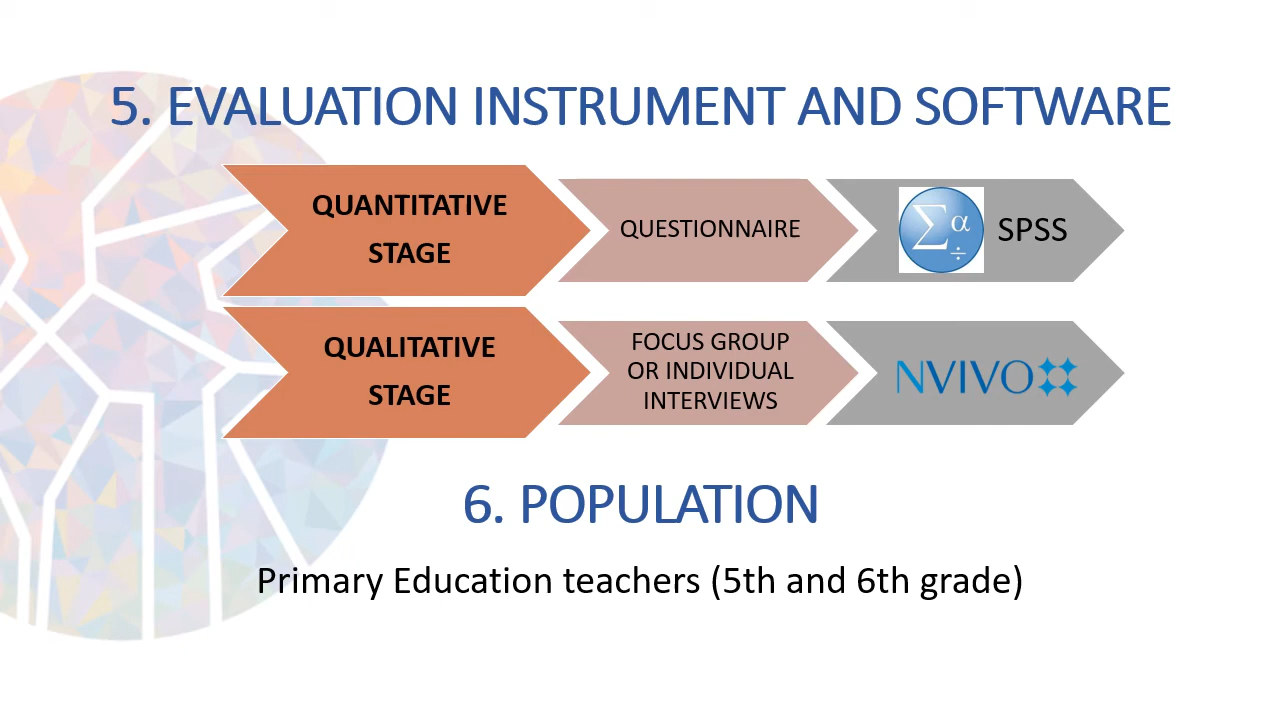 5. EVALUATION INSTRUMENT AND SOFTWARE
QUANTITATIVE
STAGE
QUESTIONNAIRE
Σα
÷
SPSS
QUALITATIVE
STAGE
FOCUS GROUP
OR INDIVIDUAL
INTERVIEWS
NVIVO
6. POPULATION
Primary Education teachers (5th and 6th grade)